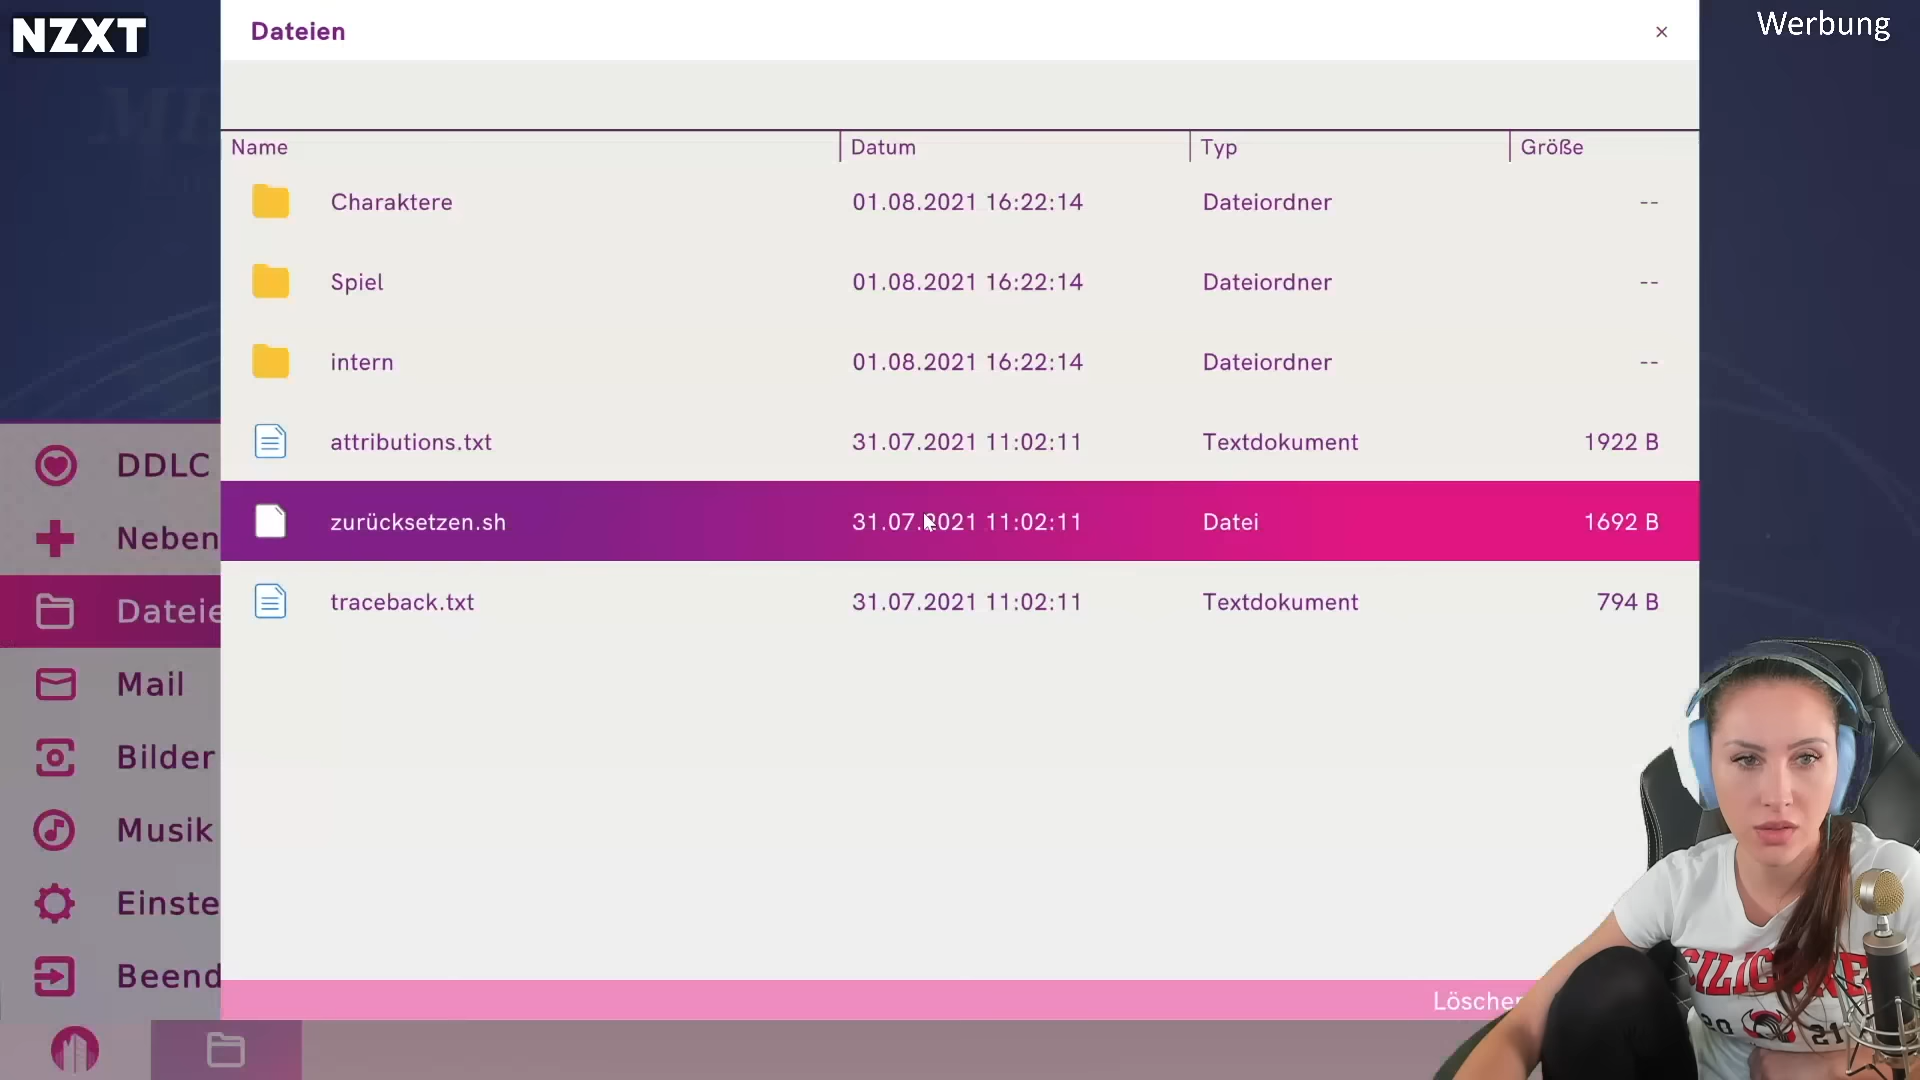 NZXT
Dateien
×
Werbung
Name
Datum
Typ
Größe
Charaktere
01.08.2021 16:22:14
Dateiordner
--
Spiel
01.08.2021 16:22:14
Dateiordner
--
intern
01.08.2021 16:22:14
Dateiordner
--
attributions.txt
31.07.2021 11:02:11
Textdokument
1922 B
zurücksetzen.sh
31.07.2021 11:02:11
Datei
1692 B
traceback.txt
31.07.2021 11:02:11
Textdokument
794 B
DDLC
Neben
Dateie
Mail
Bilder
Musik
Einste
Beend
Löschen
20 21